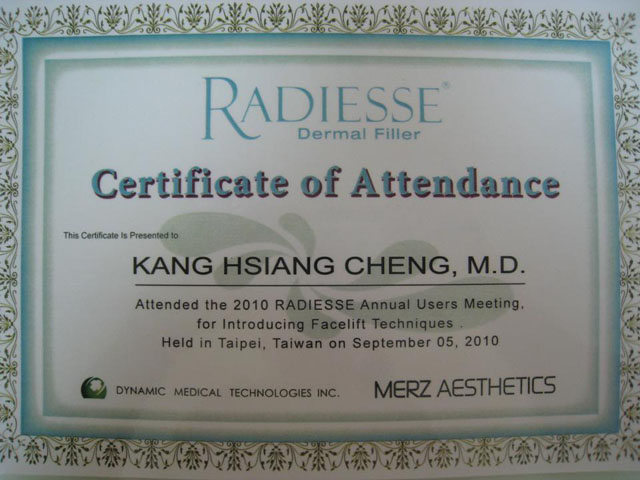 RADIESSE®
Dermal Filler
Certificate of Attendance
This Certificate Is Presented to
KANG HSIANG CHENG, M.D.
Attended the 2010 RADIESSE Annual Users Meeting,
for Introducing Facelift Techniques .
Held in Taipei, Taiwan on September 05, 2010
DYNAMIC MEDICAL TECHNOLOGIES INC. MERZ AESTHETICS